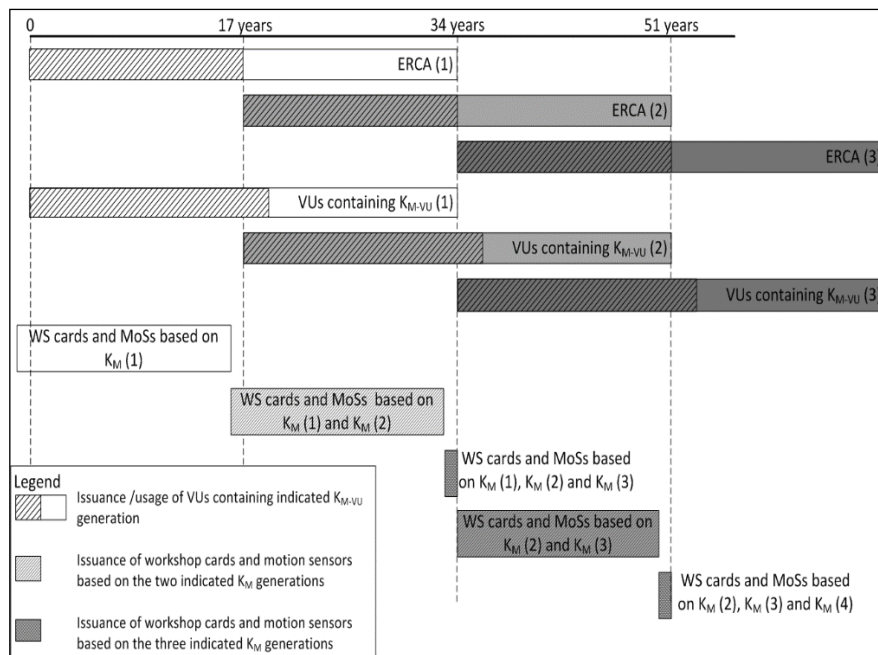 0 17 years 34 years 51 years
ERCA (1)
ERCA (2)
ERCA (3)
VUs containing KM-VU (1)
VUs containing KM-VU (2)
VUs containing KM-VU (3)
WS cards and MoSs based on
KM (1)
WS cards and MoSs based on
KM (1) and KM (2)
WS cards and MoSs based
on KM (1), KM (2) and KM (3)
WS cards and MoSs based on
KM (2) and KM (3)
WS cards and MoSs based
on KM (2), KM (3) and KM (4)
Legend
Issuance /usage of VUs containing indicated KM-VU
generation
Issuance of workshop cards and motion sensors
based on the two indicated KM generations
Issuance of workshop cards and motion sensors
based on the three indicated KM generations